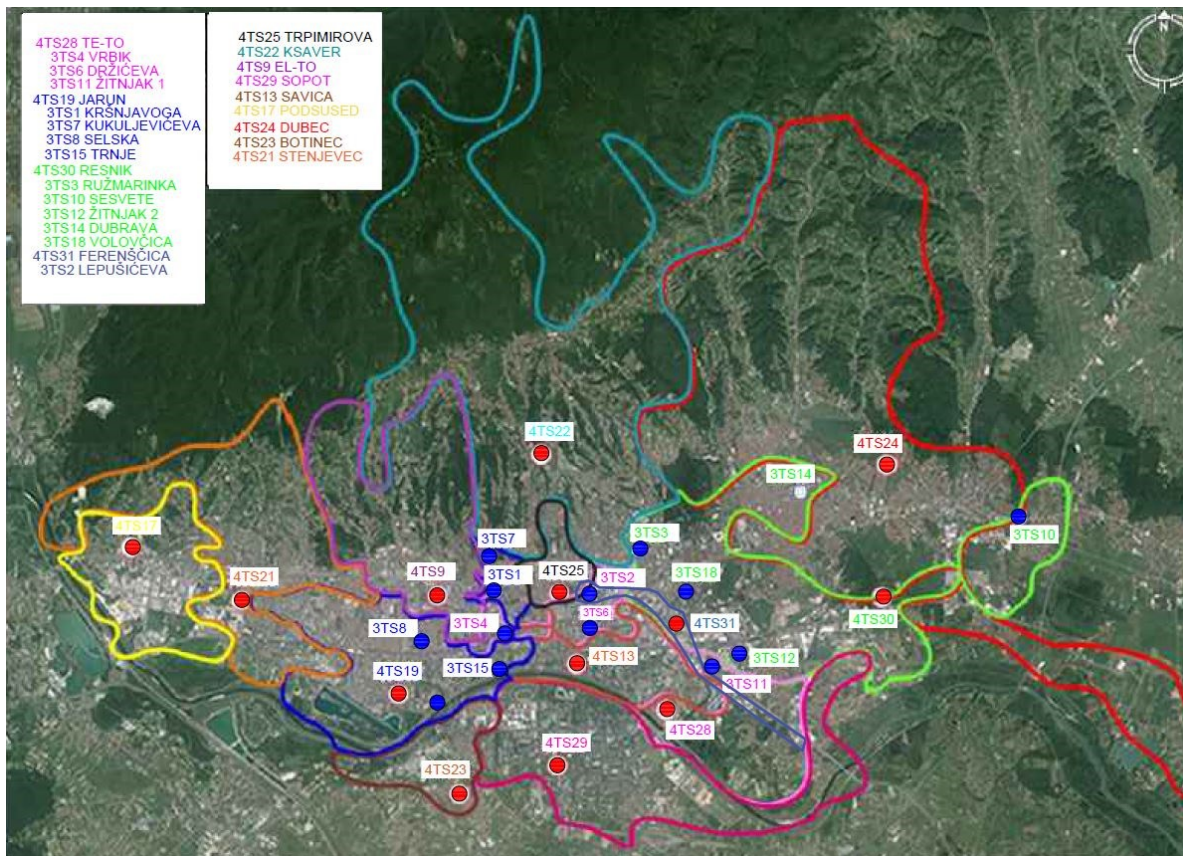 4TS28 TE-TO
3TS4 VRBIK
3TS6 DRŽIĆEVA
3TS11 ŽITNJAK 1
4TS19 JARUN
3TS1 KRŠNJAVOGA
3TS7 KUKULJEVIĆEVA
3TS8 SELSKA
3TS15 TRNJE
4TS30 RESNIK
3TS3 RUŽMARINKA
3TS10 SESVETE
3TS12 ŽITNJAK 2
3TS14 DUBRAVA
3TS18 VOLOVČICA
4TS31 FERENŠČICA
3TS2 LEPUŠIĆEVA
4TS25 TRPIMIROVA
4TS22 KSAVER
4TS9 EL-TO
4TS29 SOPOT
4TS13 SAVICA
4TS17 PODSUSED
4TS24 DUBEC
4TS23 BOTINEC
4TS21 STENJEVEC
N
4TS22
4TS24
3TS14
3TS10
4TS17
3TS7
3TS3
4TS21
4TS9
3TS1
4TS25
3TS2
3TS18
4TS30
3TS8
3TS4
3TS6
4TS31
4TS19
3TS15
4TS13
3TS12
3TS11
4TS28
4TS29
4TS23